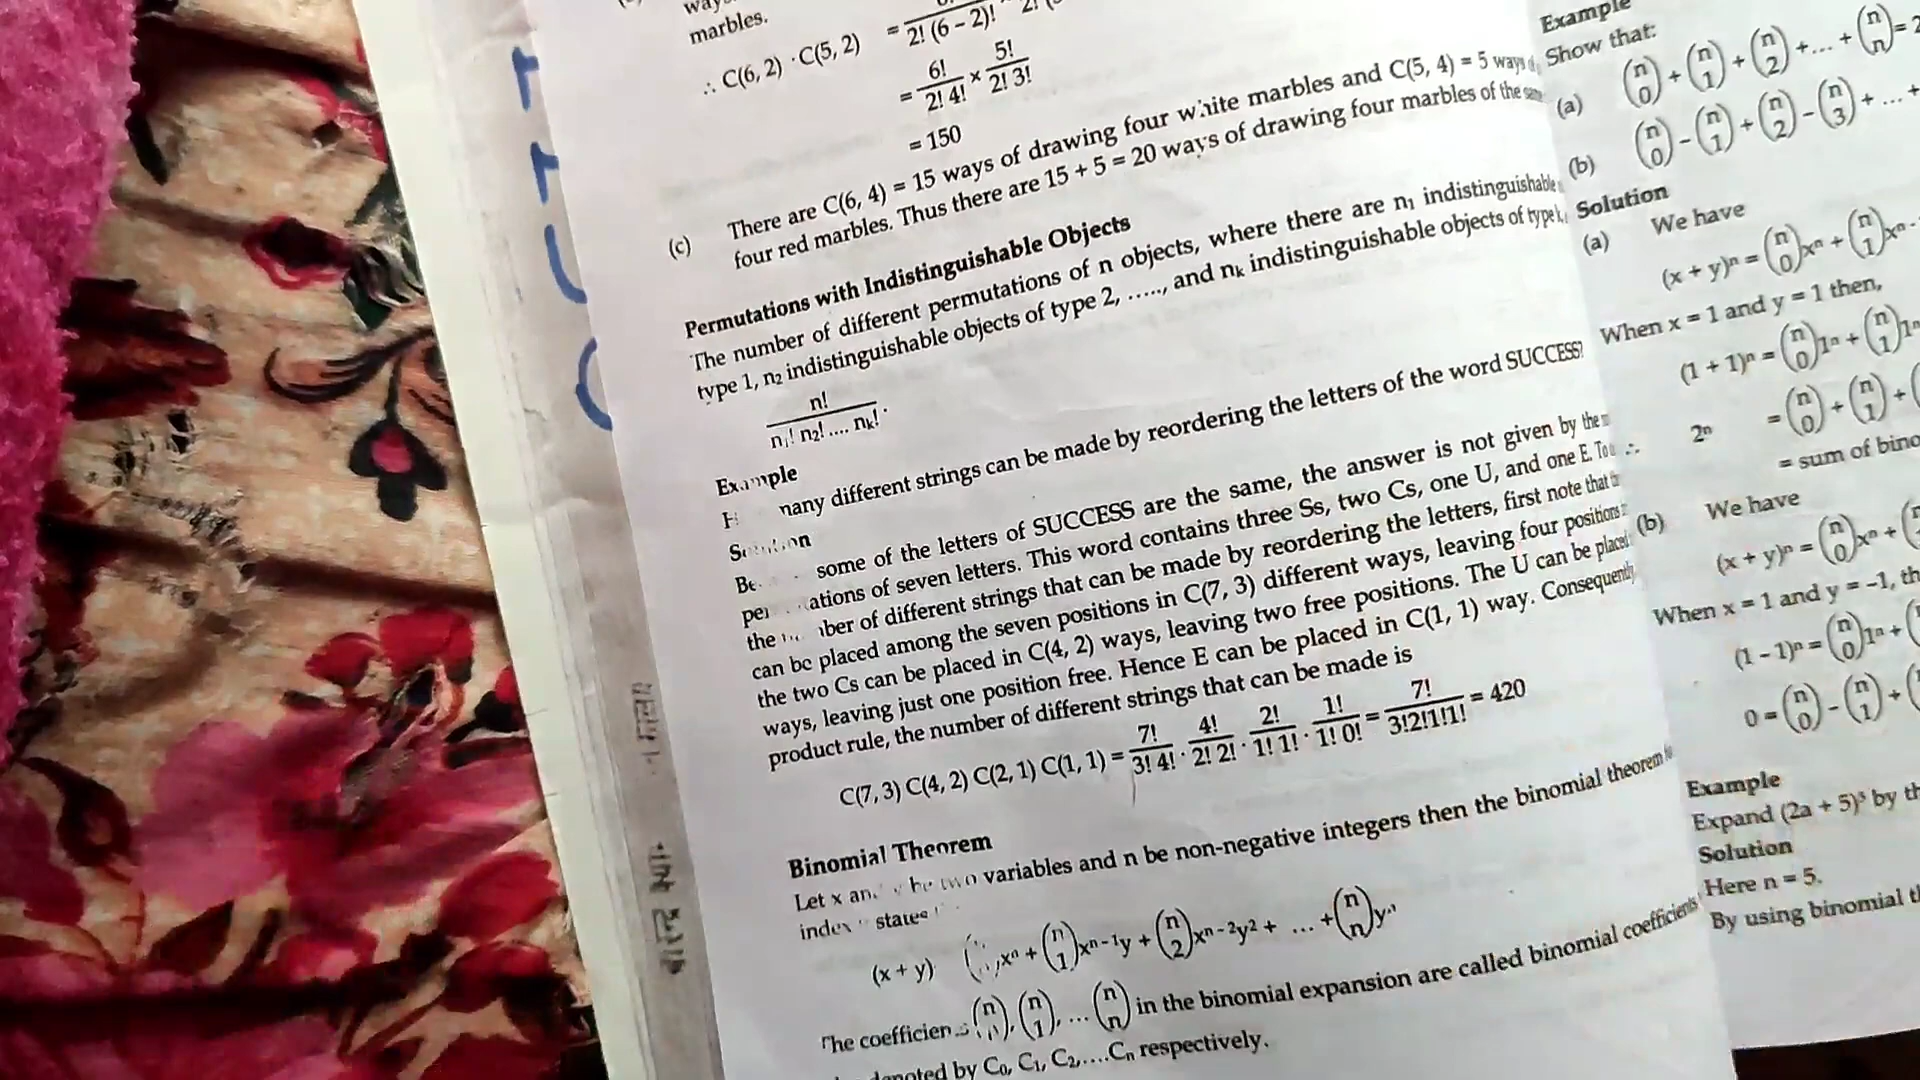 marbles.
∴ C(6, 2) · C(5, 2) = / 2! (6 – 2)!
= 6! / 2! 4! × 5! / 2! 3!
= 150
(c) There are C(6, 4) = 15 ways of drawing four white marbles and C(5, 4) = 5 ways
four red marbles. Thus there are 15 + 5 = 20 ways of drawing four marbles of the
Permutations with Indistinguishable Objects
The number of different permutations of n objects, where there are n₁ indistinguishable
type 1, n₂ indistinguishable objects of type 2, ....., and nₖ indistinguishable objects of type
n! / n₁! n₂! .... nₖ! .
Example
many different strings can be made by reordering the letters of the word SUCCESS?
Solution
some of the letters of SUCCESS are the same, the answer is not given by the
of seven letters. This word contains three Ss, two Cs, one U, and one E. To
the of different strings that can be made by reordering the letters, first note that
can be placed among the seven positions in C(7, 3) different ways, leaving four positions
the two Cs can be placed in C(4, 2) ways, leaving two free positions. The U can be placed
ways, leaving just one position free. Hence E can be placed in C(1, 1) way. Consequently
product rule, the number of different strings that can be made is
C(7, 3) C(4, 2) C(2, 1) C(1, 1) = 7! / 3! 4! · 4! / 2! 2! · 2! / 1! 1! · 1! / 1! 0! = 7! / 3!2!1!1! = 420
Binomial Theorem
Let x two variables and n be non-negative integers then the binomial theorem
states
(x + y) xⁿ + (n 1)xⁿ⁻¹y + (n 2)xⁿ⁻²y² + ... + (n n)yⁿ
The , (n 1), ... (n n) in the binomial expansion are called binomial coefficients
denoted by C₀, C₁, C₂,....Cₙ respectively.
Example
Show that:
(a) (n 0) + (n 1) + (n 2) +... + (n n) = 2
(b) (n 0) – (n 1) + (n 2) – (n 3) + ... +
Solution
(a) We have
(x + y)ⁿ = (n 0)xⁿ + (n 1)xⁿ⁻
When x = 1 and y = 1 then,
(1 + 1)ⁿ = (n 0)1ⁿ + (n 1)1ⁿ
∴ 2ⁿ = (n 0) + (n 1) +
= sum of
(b) We have
(x + y)ⁿ = (n 0)xⁿ +
When x = 1 and y = –1,
(1 – 1)ⁿ = (n 0)1ⁿ +
0 = (n 0) – (n 1) +
Example
Expand (2a + 5)⁵ by
Solution
Here n = 5.
By using binomial